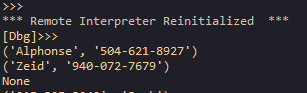 >>>
*** Remote Interpreter Reinitialized  ***
[Dbg]>>>
('Alphonse', '504-621-8927')
('Zeid', '940-072-7679')
None